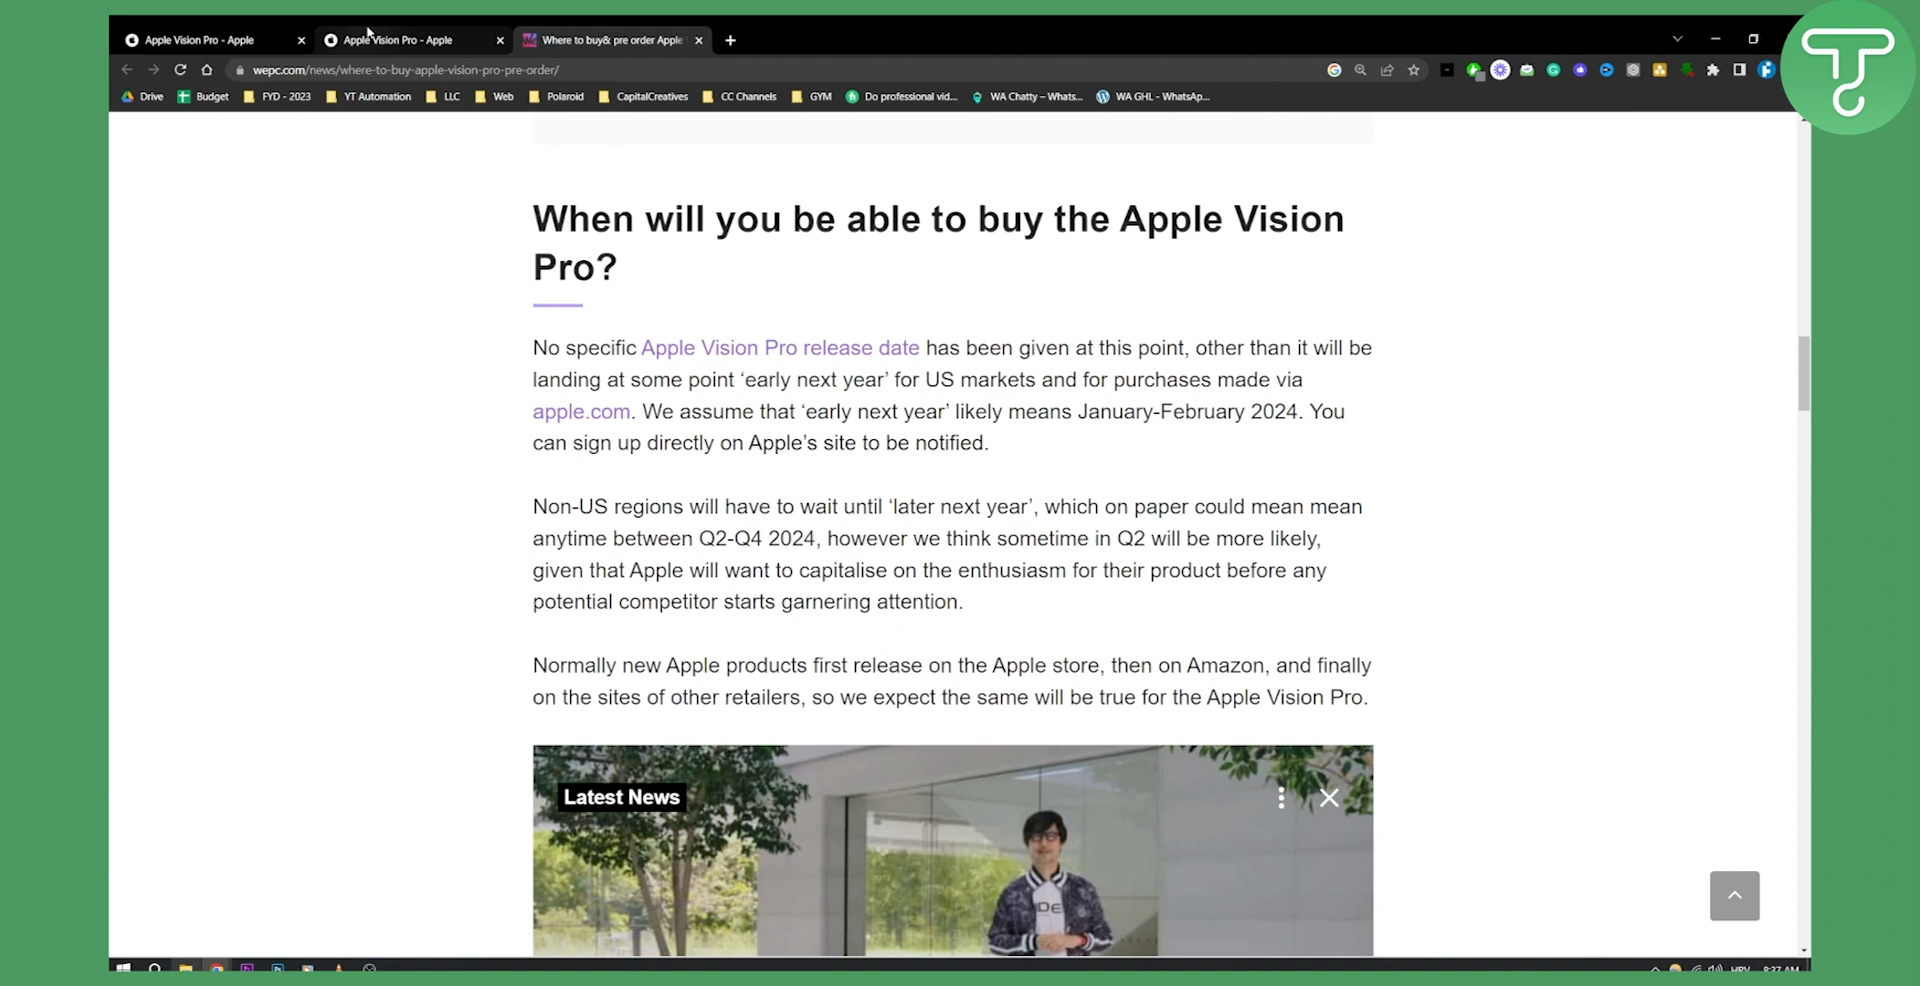 Apple Vision Pro - Apple
Apple Vision Pro - Apple
Where to buy& pre order Apple
wepc.com/news/where-to-buy-apple-vision-pro-pre-order/
Drive Budget FYD - 2023 YT Automation LLC Web Polaroid CapitalCreatives CC Channels GYM Do professional vid... WA Chatty – Whats... WA GHL - WhatsAp...
When will you be able to buy the Apple Vision
Pro?
No specific Apple Vision Pro release date has been given at this point, other than it will be
landing at some point ‘early next year’ for US markets and for purchases made via
apple.com. We assume that ‘early next year’ likely means January-February 2024. You
can sign up directly on Apple’s site to be notified.
Non-US regions will have to wait until ‘later next year’, which on paper could mean mean
anytime between Q2-Q4 2024, however we think sometime in Q2 will be more likely,
given that Apple will want to capitalise on the enthusiasm for their product before any
potential competitor starts garnering attention.
Normally new Apple products first release on the Apple store, then on Amazon, and finally
on the sites of other retailers, so we expect the same will be true for the Apple Vision Pro.
Latest News
HRV 8:37 AM